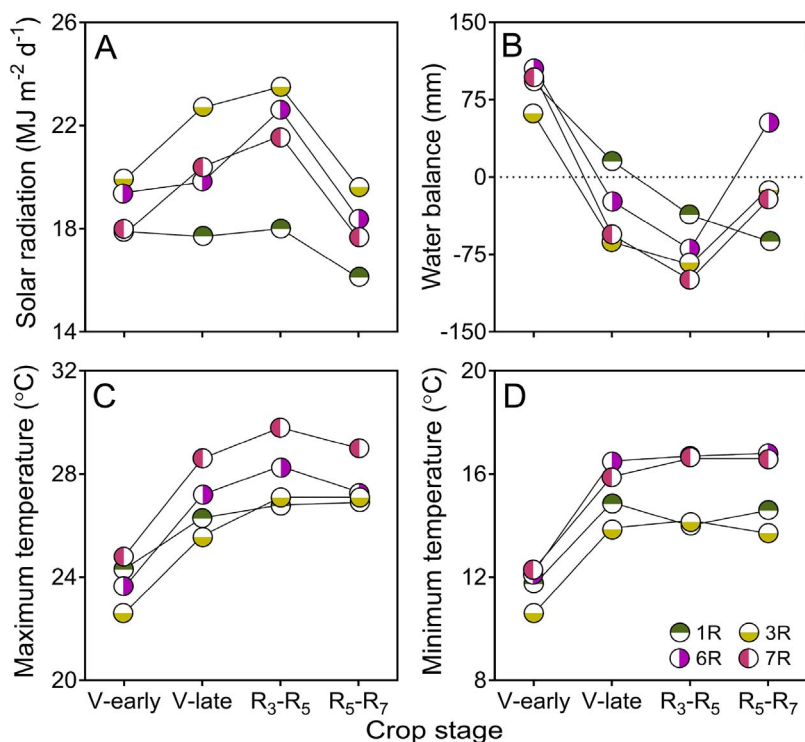 A
Solar radiation (MJ m⁻² d⁻¹)
26
22
18
14
B
Water balance (mm)
150
75
0
-75
-150
C
Maximum temperature (°C)
32
28
24
20
V-early V-late R₃-R₅ R₅-R₇
D
Minimum temperature (°C)
20
16
12
8
1R 3R
6R 7R
V-early V-late R₃-R₅ R₅-R₇
Crop stage